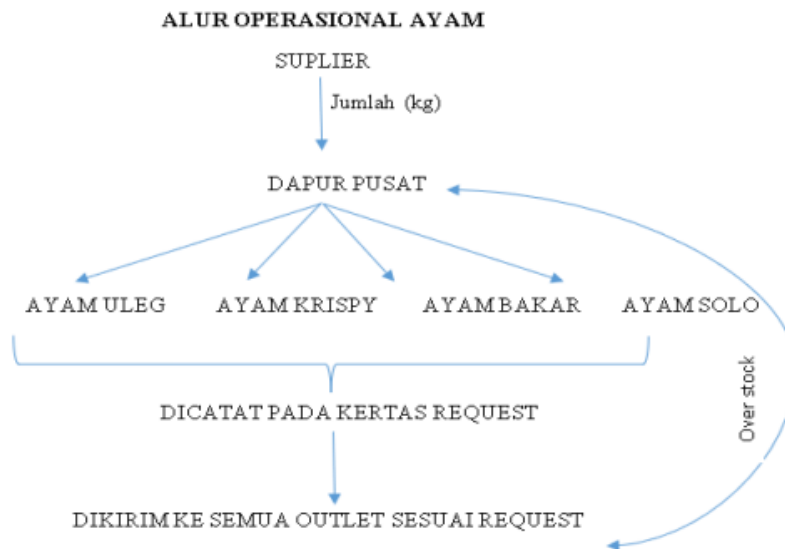 ALUR OPERASIONAL AYAM
SUPLIER
Jumlah (kg)
DAPUR PUSAT
AYAM ULEG
AYAM KRISPY
AYAM BAKAR
AYAM SOLO
Over stock
DICATAT PADA KERTAS REQUEST
DIKIRIM KE SEMUA OUTLET SESUAI REQUEST